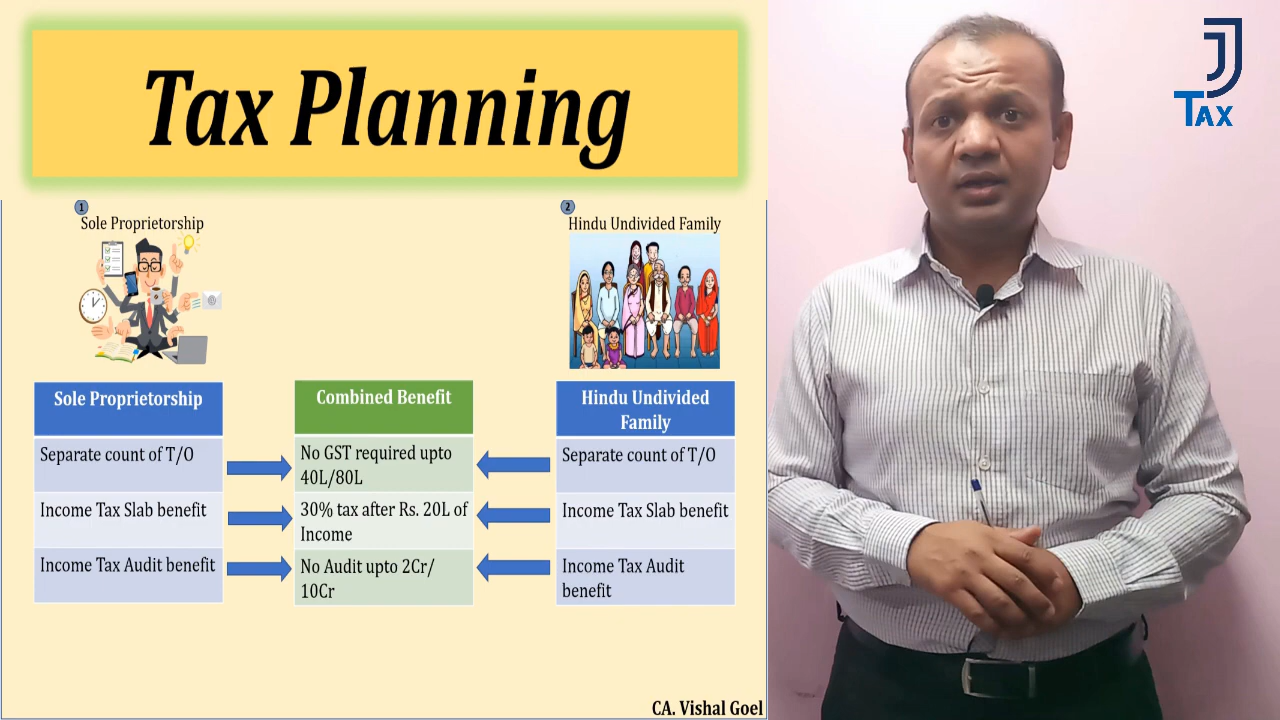 Tax Planning
J
Tax
1
Sole Proprietorship
2
Hindu Undivided Family
Sole Proprietorship
Combined Benefit
Hindu Undivided
Family
Separate count of T/O
No GST required upto
40L/80L
Separate count of T/O
Income Tax Slab benefit
30% tax after Rs. 20L of
Income
Income Tax Slab benefit
Income Tax Audit benefit
No Audit upto 2Cr/
10Cr
Income Tax Audit
benefit
CA. Vishal Goel